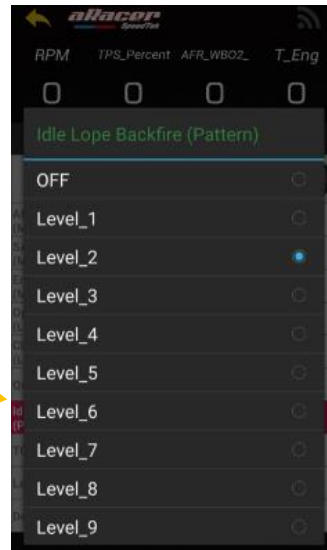 aRacer
SpeedTek
RPM TPS_Percent AFR_WBO2_ T_Eng
0 0 0 0
Idle Lope Backfire (Pattern)
OFF
Level_1
Level_2
Level_3
Level_4
Level_5
Level_6
Level_7
Level_8
Level_9